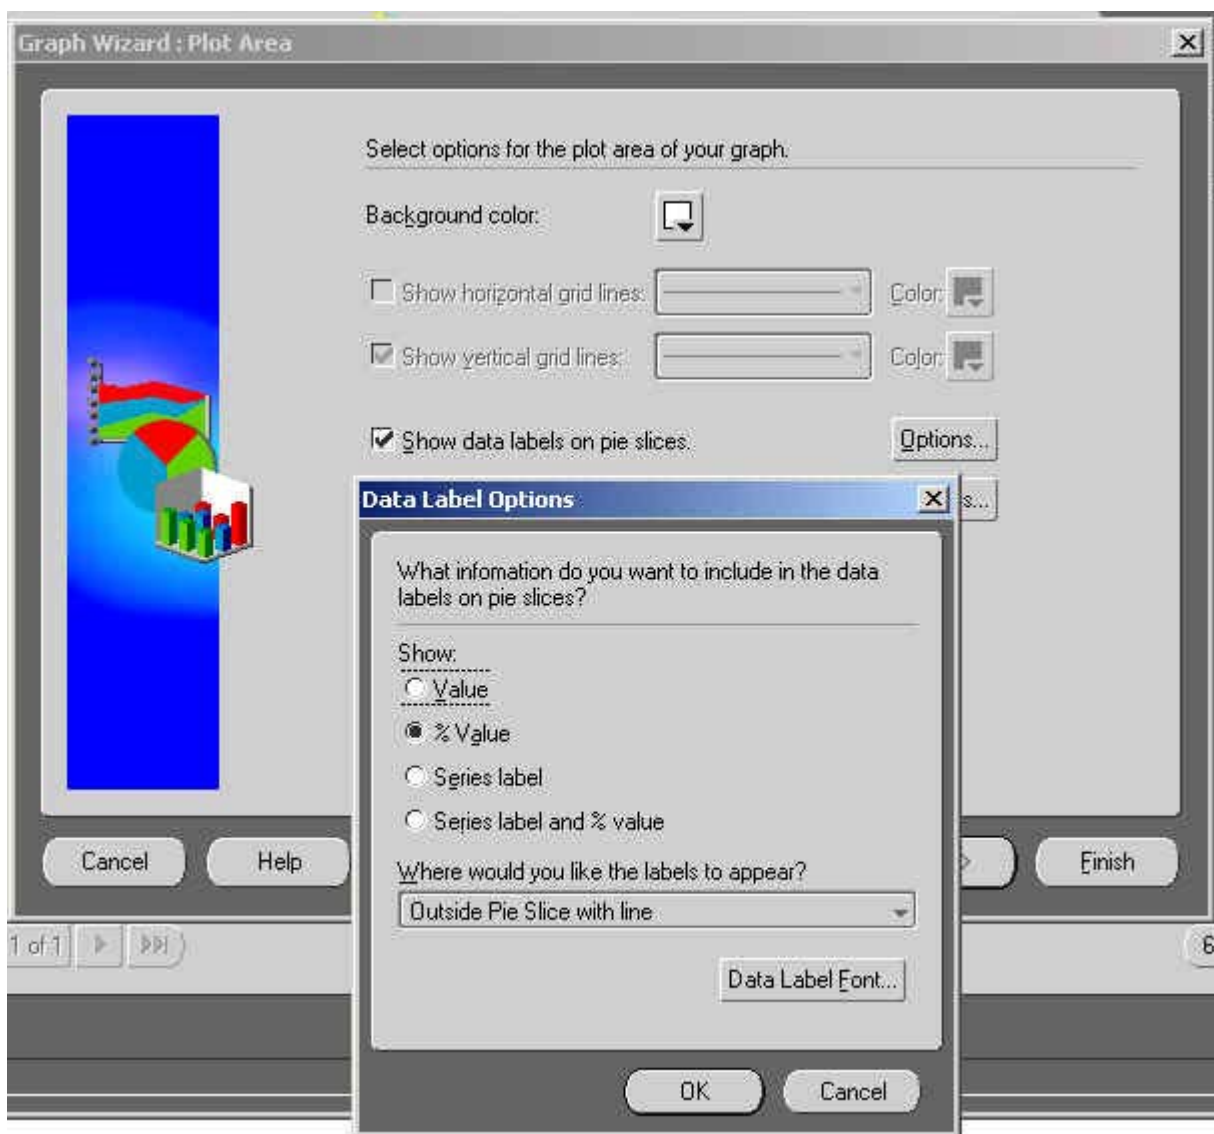 Graph Wizard : Plot Area
Select options for the plot area of your graph.
Background color:
Show horizontal grid lines:
Color:
Show vertical grid lines:
Color:
Show data labels on pie slices.
Options...
s...
Data Label Options
What infomation do you want to include in the data
labels on pie slices?
Show:
Value
% Value
Series label
Series label and % value
Where would you like the labels to appear?
Outside Pie Slice with line
Data Label Font...
OK
Cancel
Cancel
Help
>
Finish
1 of 1
6